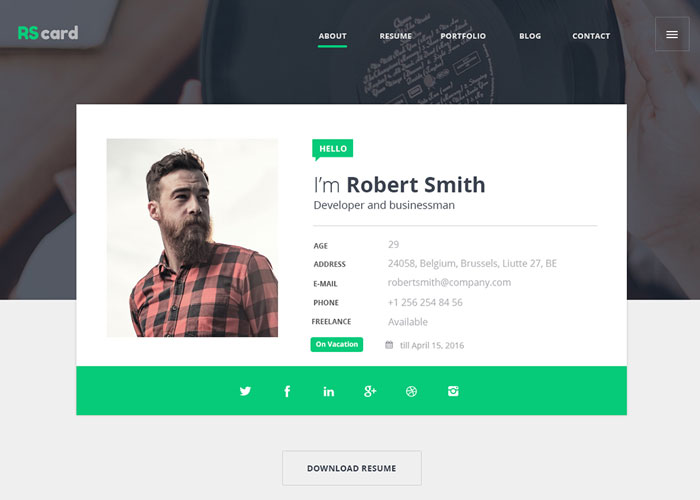 RScard
ABOUT RESUME PORTFOLIO BLOG CONTACT
HELLO
I'm Robert Smith
Developer and businessman
AGE 29
ADDRESS 24058, Belgium, Brussels, Liutte 27, BE
E-MAIL robertsmith@company.com
PHONE +1 256 254 84 56
FREELANCE Available
On Vacation till April 15, 2016
DOWNLOAD RESUME